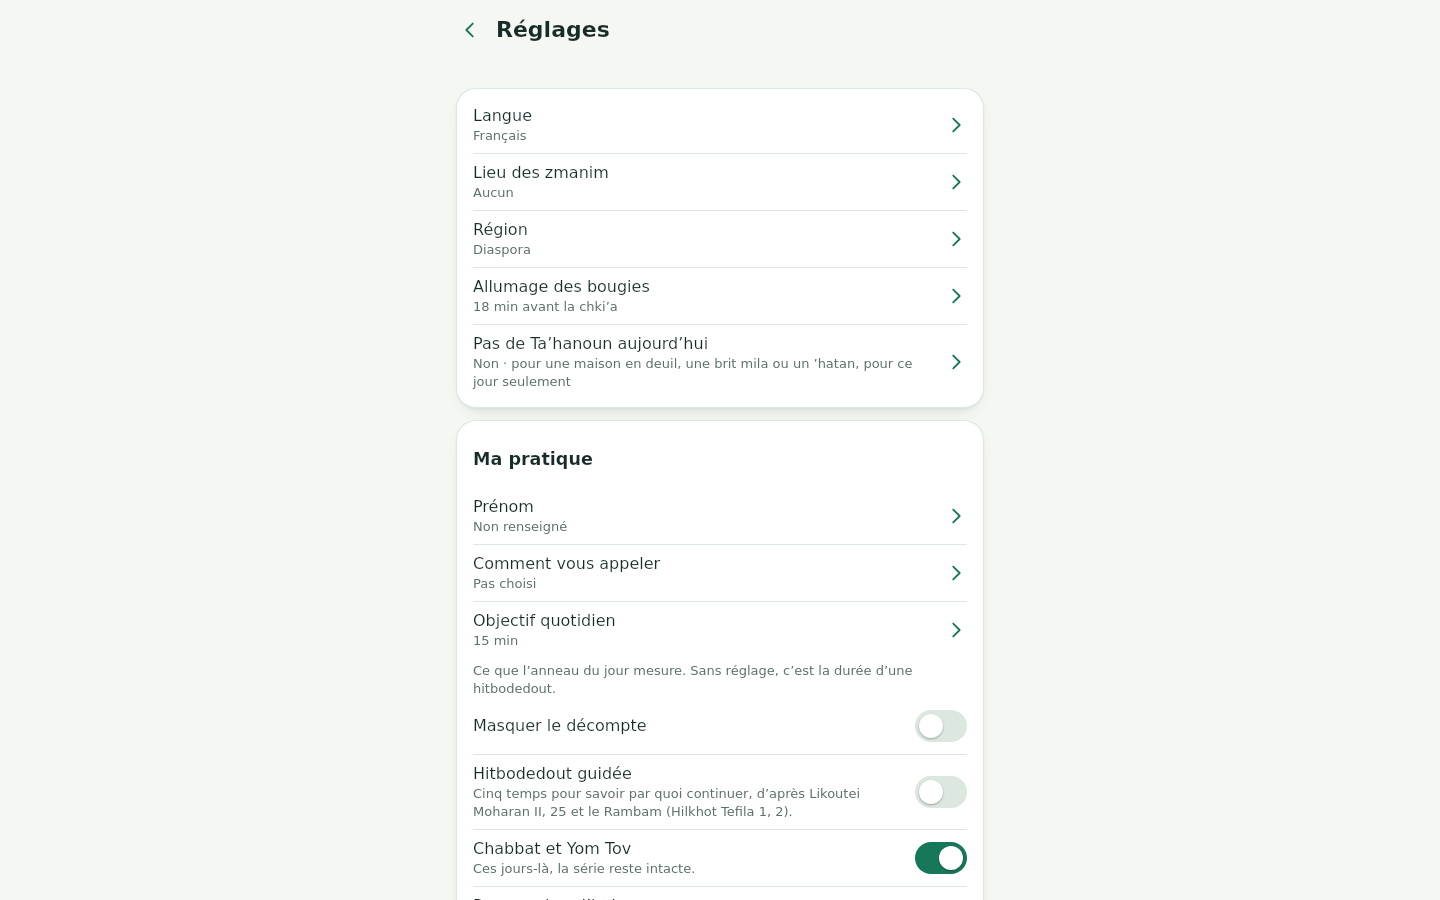 Réglages
Langue
Français
Lieu des zmanim
Aucun
Région
Diaspora
Allumage des bougies
18 min avant la chki’a
Pas de Ta’hanoun aujourd’hui
Non · pour une maison en deuil, une brit mila ou un ’hatan, pour ce
jour seulement
Ma pratique
Prénom
Non renseigné
Comment vous appeler
Pas choisi
Objectif quotidien
15 min
Ce que l’anneau du jour mesure. Sans réglage, c’est la durée d’une
hitbodedout.
Masquer le décompte
Hitbodedout guidée
Cinq temps pour savoir par quoi continuer, d’après Likoutei
Moharan II, 25 et le Rambam (Hilkhot Tefila 1, 2).
Chabbat et Yom Tov
Ces jours-là, la série reste intacte.